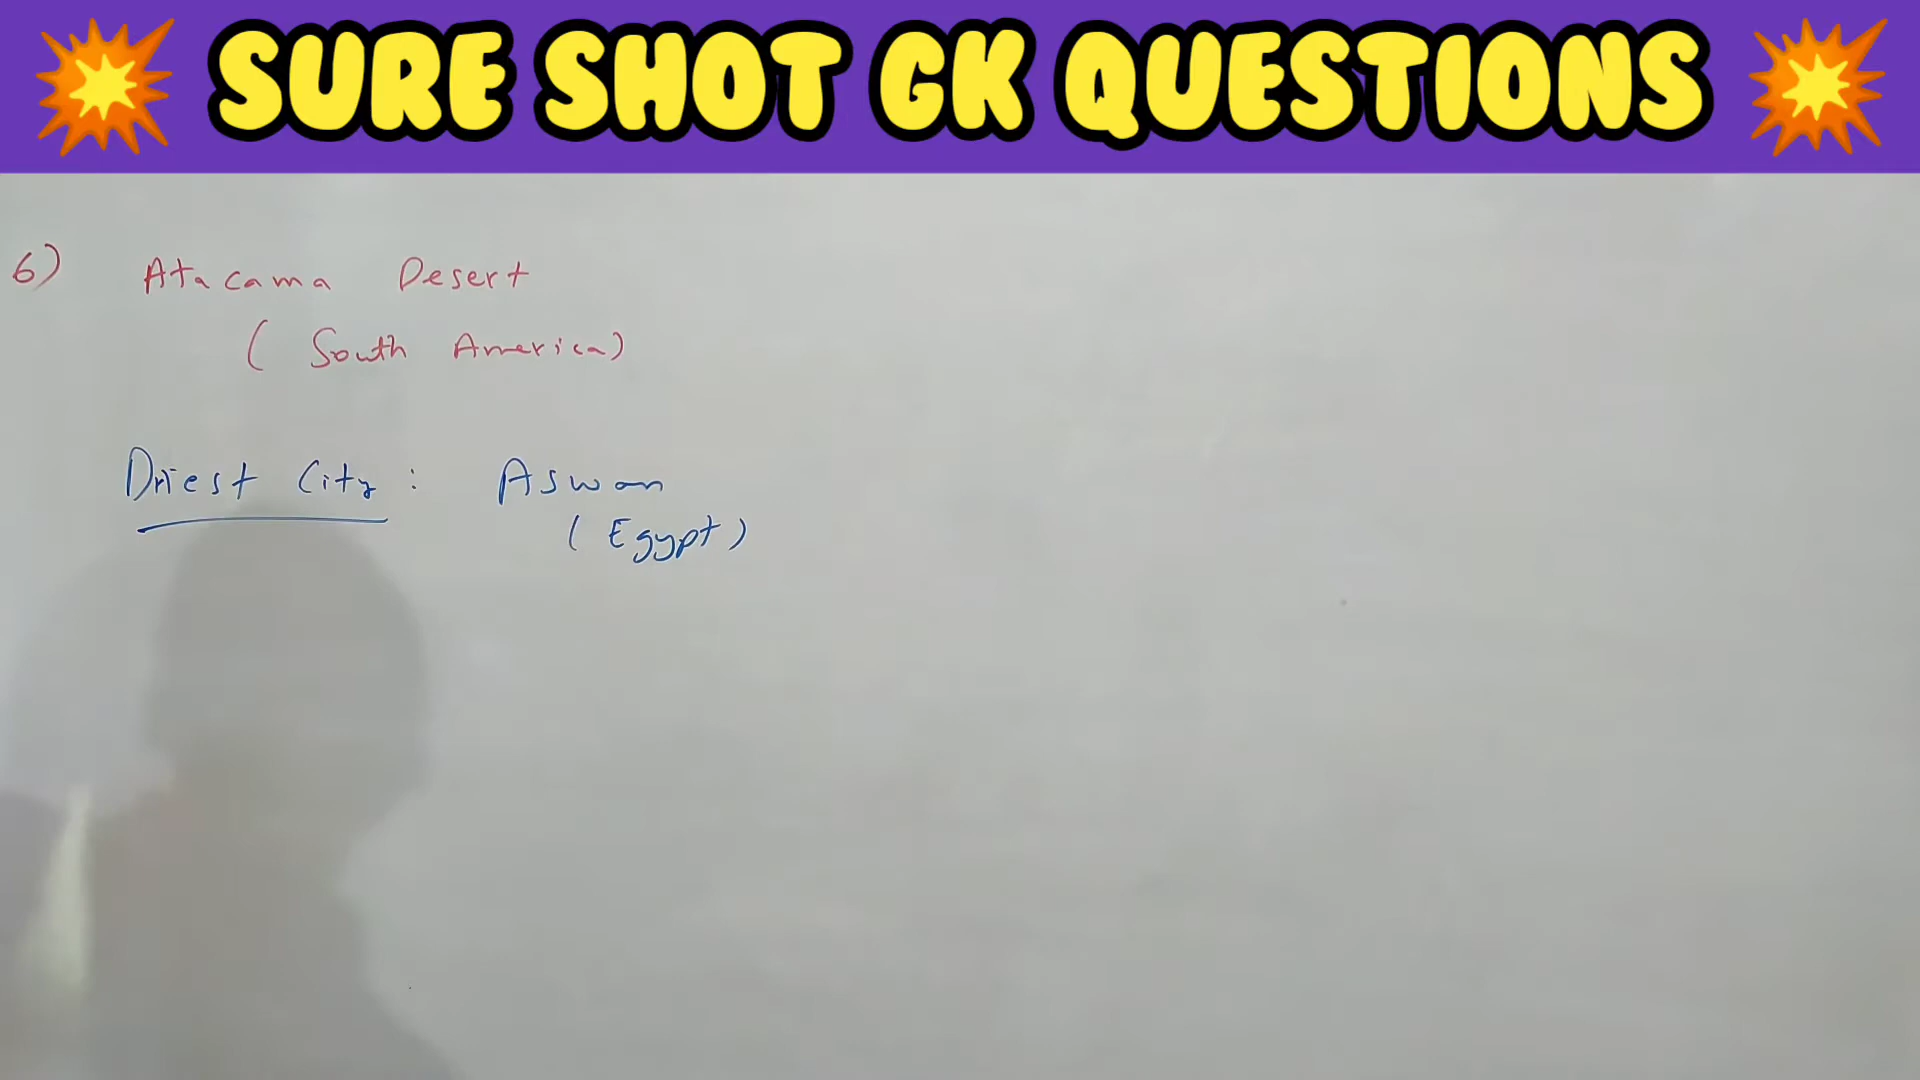 SURE SHOT GK QUESTIONS
6) Atacama Desert
( South America)
Driest City : Aswan
( Egypt )